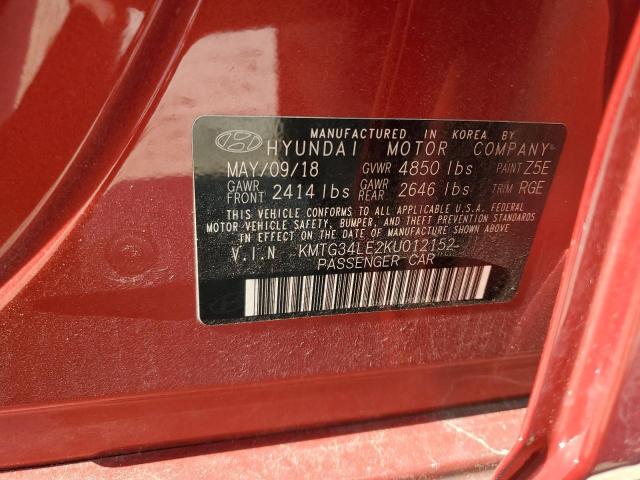 MANUFACTURED IN KOREA BY
HYUNDAI MOTOR COMPANY
MAY/09/18 GVWR 4850 lbs PAINT Z5E
GAWR FRONT 2414 lbs GAWR REAR 2646 lbs TRIM RGE
THIS VEHICLE CONFORMS TO ALL APPLICABLE U.S.A. FEDERAL
MOTOR VEHICLE SAFETY, BUMPER, AND THEFT PREVENTION STANDARDS
IN EFFECT ON THE DATE OF MANUFACTURE SHOWN ABOVE.
V.I.N KMTG34LE2KU012152
PASSENGER CAR